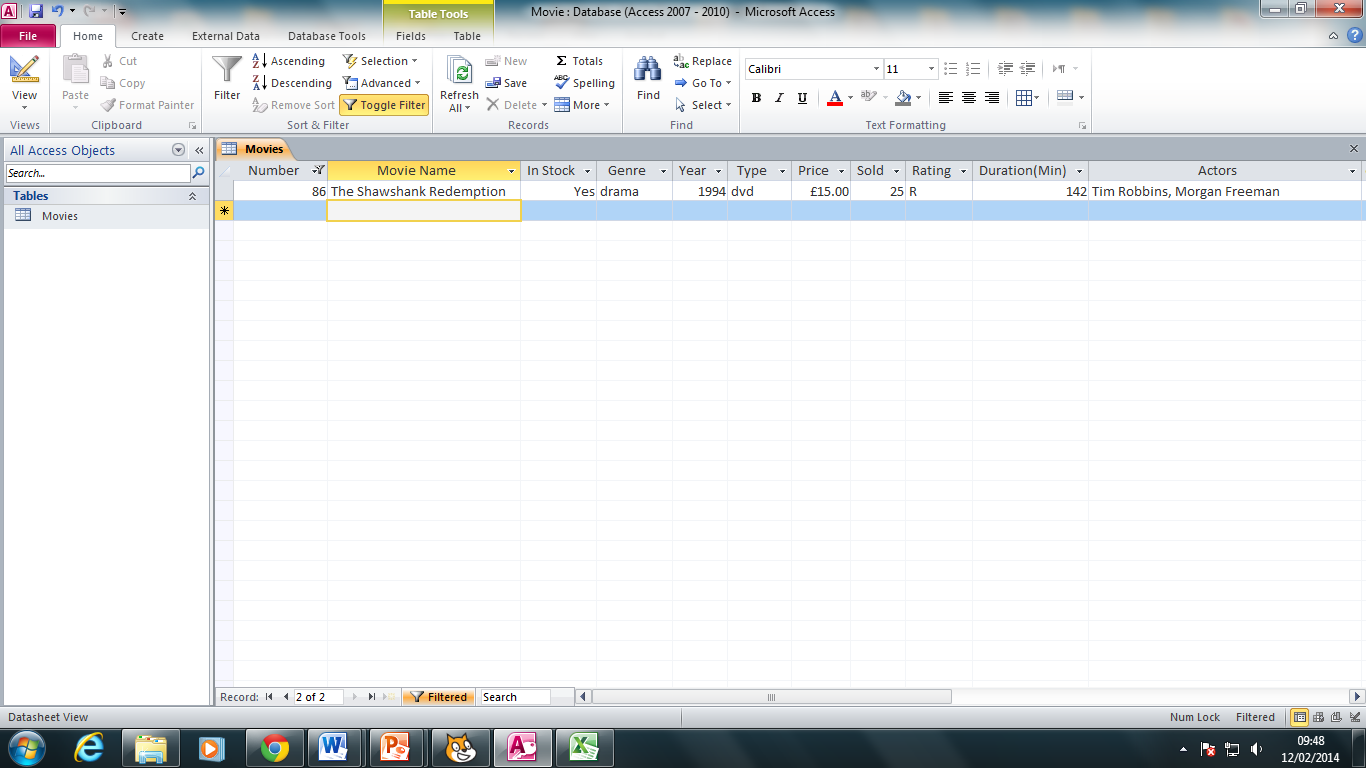 Table Tools
Movie : Database (Access 2007 - 2010) - Microsoft Access
File Home Create External Data Database Tools Fields Table
View
Views
Paste
Cut
Copy
Format Painter
Clipboard
Filter
Ascending
Descending
Remove Sort
Selection
Advanced
Toggle Filter
Sort & Filter
Refresh
All
New
Save
Delete
Totals
Spelling
More
Records
Find
Replace
Go To
Select
Find
Calibri 11
B I U A
Text Formatting
All Access Objects
Search...
Tables
Movies
Movies
Number Movie Name In Stock Genre Year Type Price Sold Rating Duration(Min) Actors
86 The Shawshank Redemption Yes drama 1994 dvd £15.00 25 R 142 Tim Robbins, Morgan Freeman
Record: 2 of 2 Filtered Search
Datasheet View Num Lock Filtered
09:48
12/02/2014